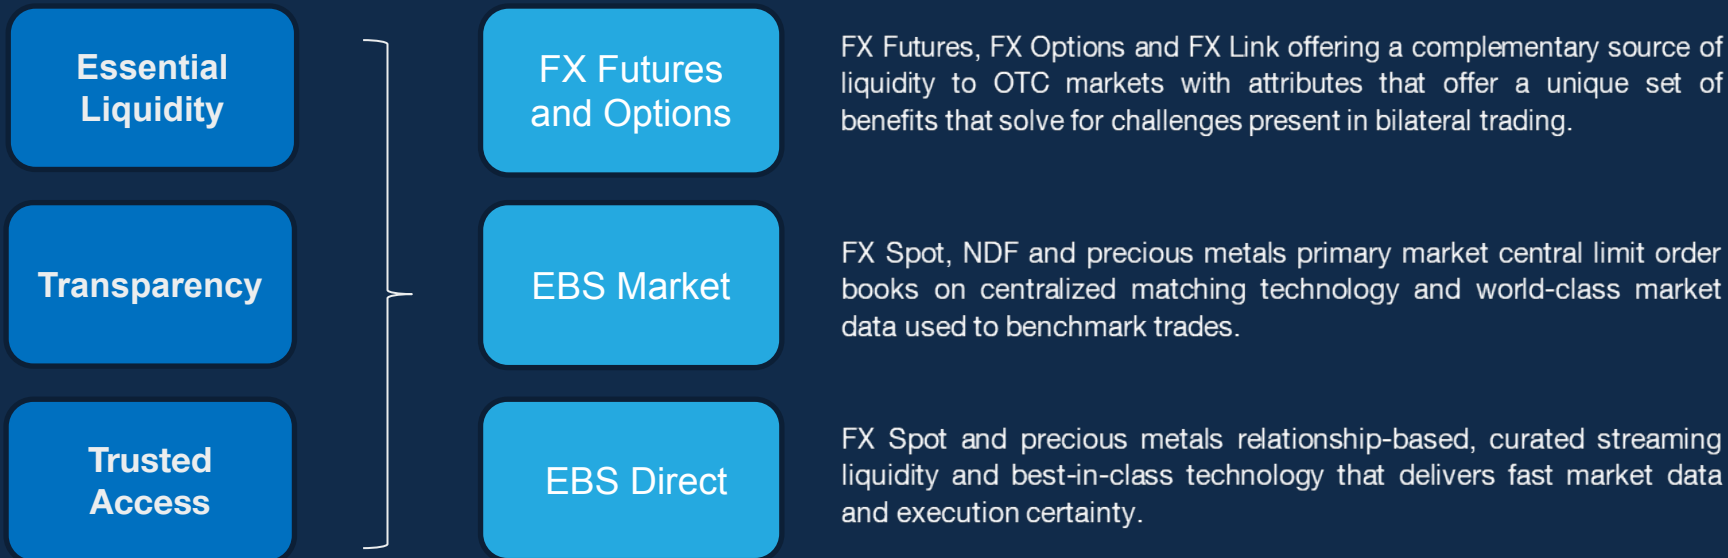 Essential
Liquidity
FX Futures
and Options
FX Futures, FX Options and FX Link offering a complementary source of
liquidity to OTC markets with attributes that offer a unique set of
benefits that solve for challenges present in bilateral trading.
Transparency
EBS Market
FX Spot, NDF and precious metals primary market central limit order
books on centralized matching technology and world-class market
data used to benchmark trades.
Trusted
Access
EBS Direct
FX Spot and precious metals relationship-based, curated streaming
liquidity and best-in-class technology that delivers fast market data
and execution certainty.